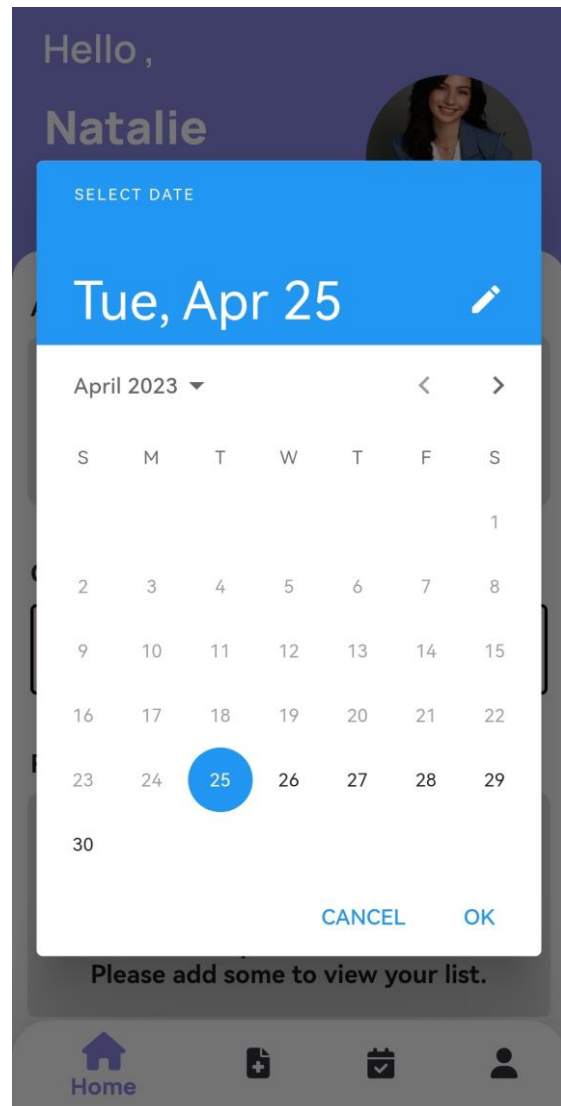 Hello ,
Natalie
SELECT DATE
Tue, Apr 25
April 2023
S M T W T F S
1
2 3 4 5 6 7 8
9 10 11 12 13 14 15
16 17 18 19 20 21 22
23 24 25 26 27 28 29
30
CANCEL OK
Please add some to view your list.
Home